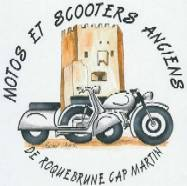 MOTOS ET SCOOTERS ANCIENS
DE ROQUEBRUNE CAP MARTIN